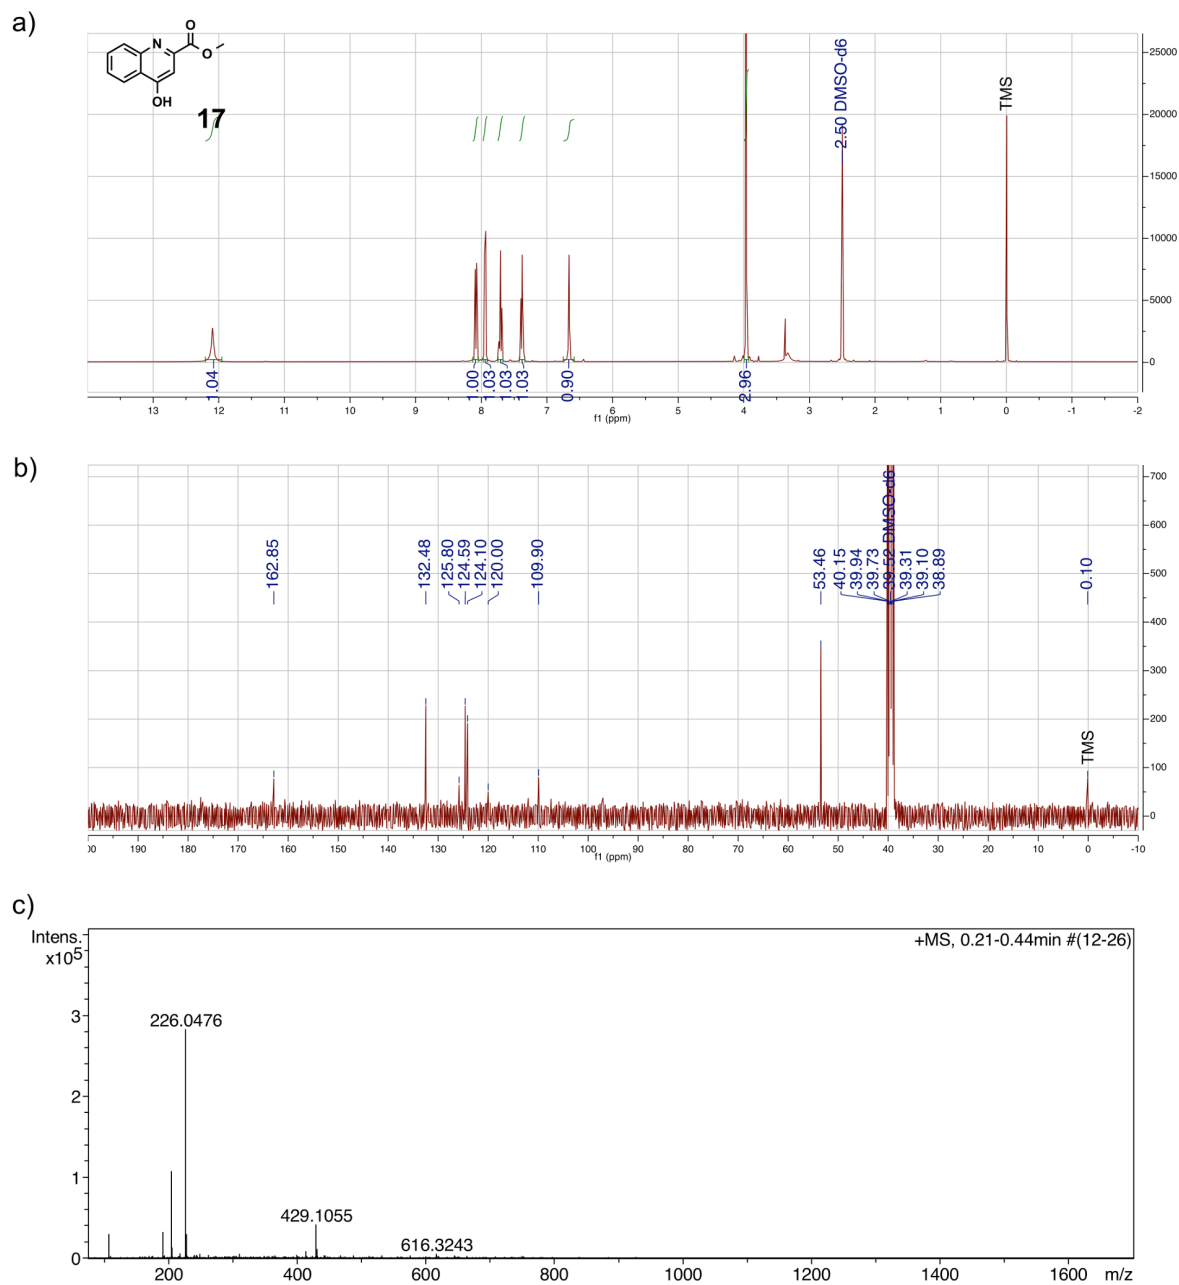 a)
N
O
O
OH
17
2.50 DMSO-d6
TMS
25000
20000
15000
10000
5000
0
1.04
1.00
1.03
1.03
1.03
0.90
2.96
13 12 11 10 9 8 7 6 5 4 3 2 1 0 -1 -2
f1 (ppm)
b)
162.85
132.48
125.80
124.59
124.10
120.00
109.90
53.46
40.15
39.94
39.73
39.52 DMSO-d6
39.31
39.10
38.89
0.10
TMS
700
600
500
400
300
200
100
0
00 190 180 170 160 150 140 130 120 110 100 90 80 70 60 50 40 30 20 10 0 -10
f1 (ppm)
c)
Intens.
x10⁵
+MS, 0.21-0.44min #(12-26)
3
2
1
0
226.0476
429.1055
616.3243
200 400 600 800 1000 1200 1400 1600 m/z